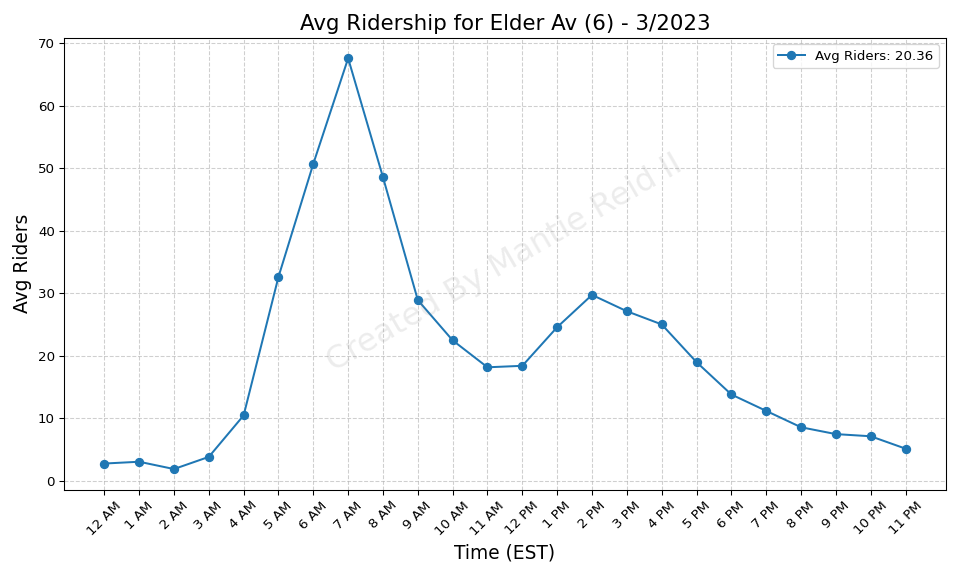 Avg Ridership for Elder Av (6) - 3/2023
Avg Riders: 20.36
Avg Riders
70
60
50
40
30
20
10
0
Created By Mantie Reid II
12 AM
1 AM
2 AM
3 AM
4 AM
5 AM
6 AM
7 AM
8 AM
9 AM
10 AM
11 AM
12 PM
1 PM
2 PM
3 PM
4 PM
5 PM
6 PM
7 PM
8 PM
9 PM
10 PM
11 PM
Time (EST)